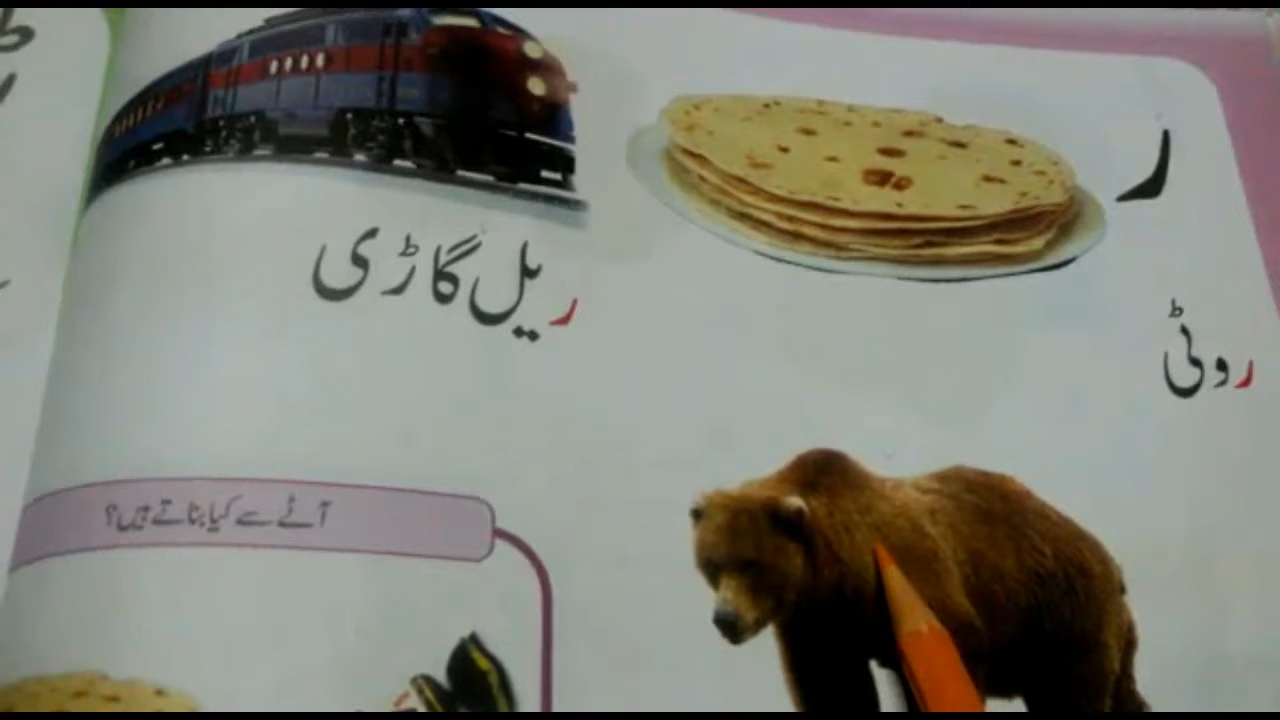 ر
ریل گاڑی
روٹی
آٹے سے کیا بناتے ہیں؟